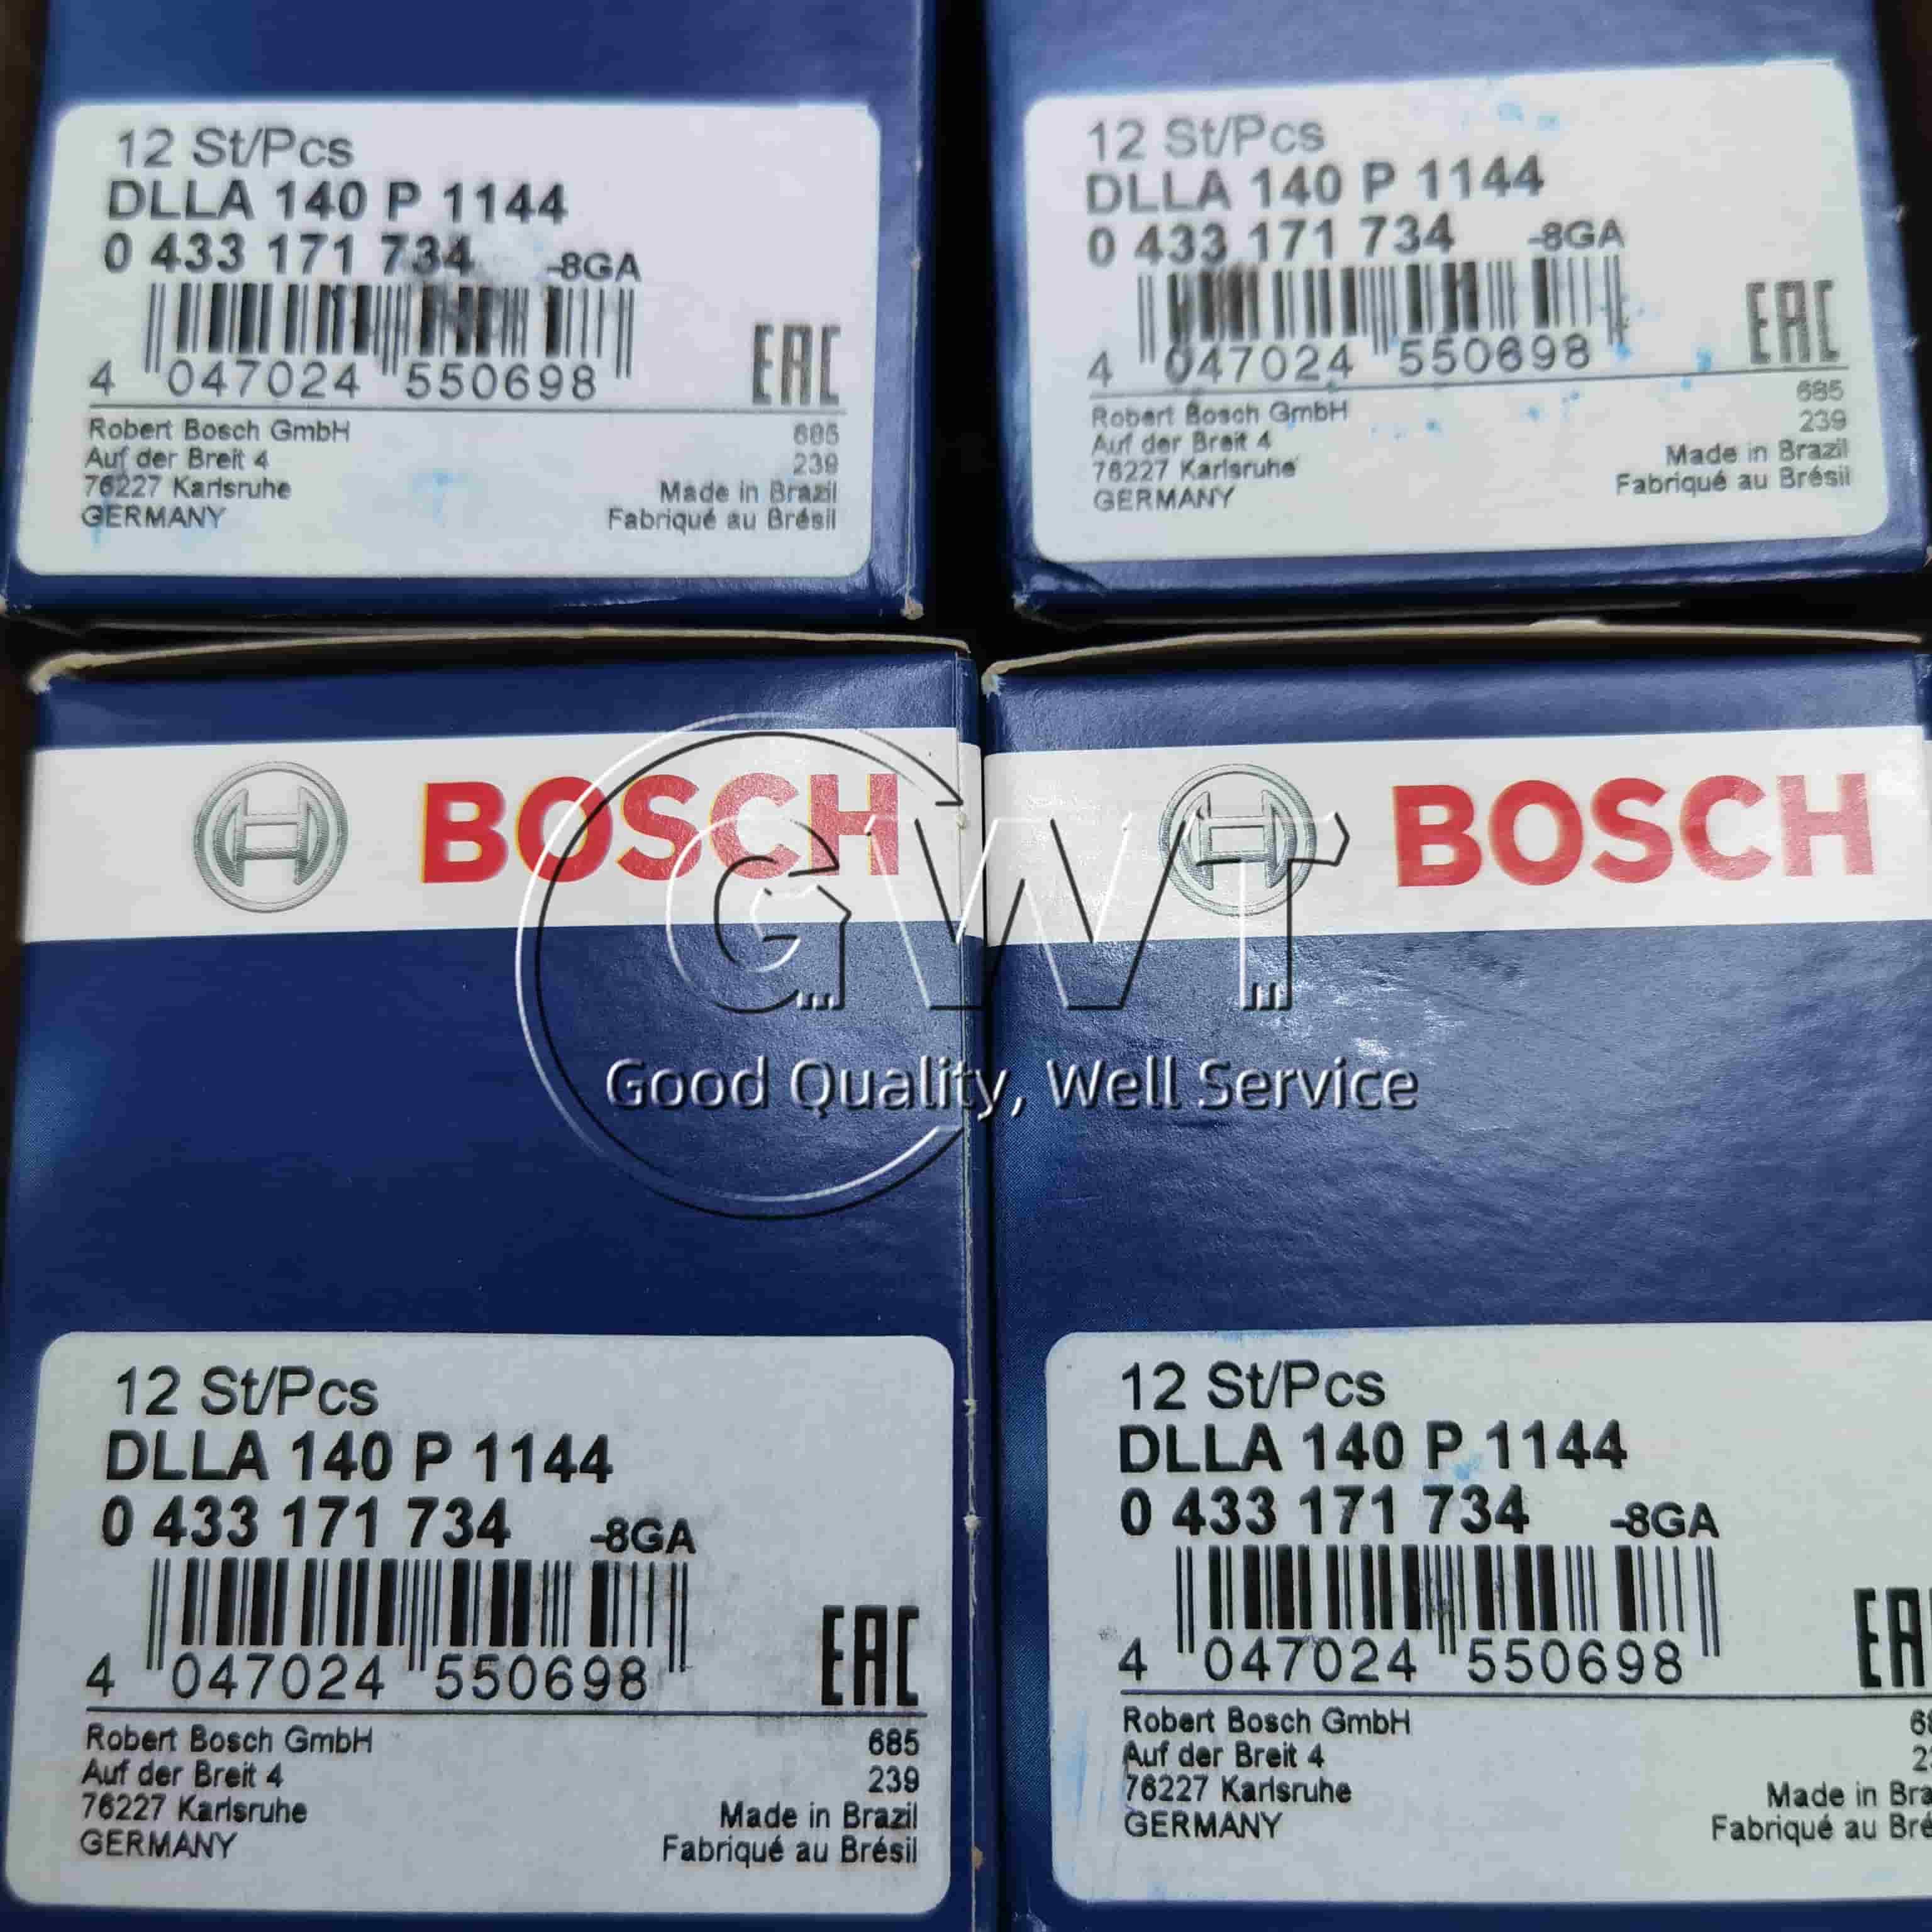 12 St/Pcs
DLLA 140 P 1144
0 433 171 734 -8GA
4 047024 550698
EAC
Robert Bosch GmbH
685
Auf der Breit 4
239
76227 Karlsruhe
Made in Brazil
GERMANY
Fabriqué au Brésil
12 St/Pcs
DLLA 140 P 1144
0 433 171 734 -8GA
4 047024 550698
EAC
Robert Bosch GmbH
685
Auf der Breit 4
239
76227 Karlsruhe
Made in Brazil
GERMANY
Fabriqué au Brésil
BOSCH
BOSCH
GWT
Good Quality, Well Service
12 St/Pcs
DLLA 140 P 1144
0 433 171 734 -8GA
4 047024 550698
EAC
Robert Bosch GmbH
685
Auf der Breit 4
239
76227 Karlsruhe
Made in Brazil
GERMANY
Fabriqué au Brésil
12 St/Pcs
DLLA 140 P 1144
0 433 171 734 -8GA
4 047024 550698
Robert Bosch GmbH
Auf der Breit 4
76227 Karlsruhe
Made in
GERMANY
Fabriqué au